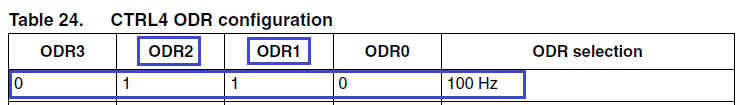 Table 24. CTRL4 ODR configuration
ODR3 ODR2 ODR1 ODR0 ODR selection
0 1 1 0 100 Hz